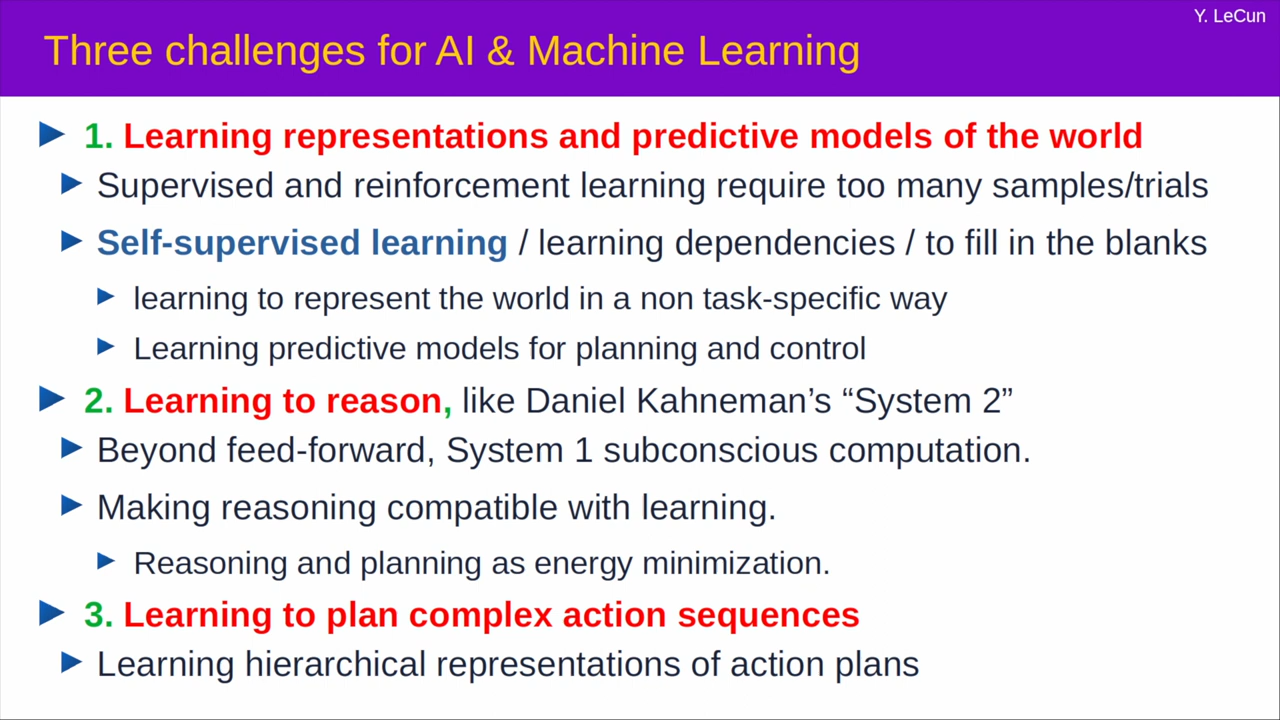 Y. LeCun
Three challenges for AI & Machine Learning
1. Learning representations and predictive models of the world
Supervised and reinforcement learning require too many samples/trials
Self-supervised learning / learning dependencies / to fill in the blanks
learning to represent the world in a non task-specific way
Learning predictive models for planning and control
2. Learning to reason, like Daniel Kahneman’s “System 2”
Beyond feed-forward, System 1 subconscious computation.
Making reasoning compatible with learning.
Reasoning and planning as energy minimization.
3. Learning to plan complex action sequences
Learning hierarchical representations of action plans